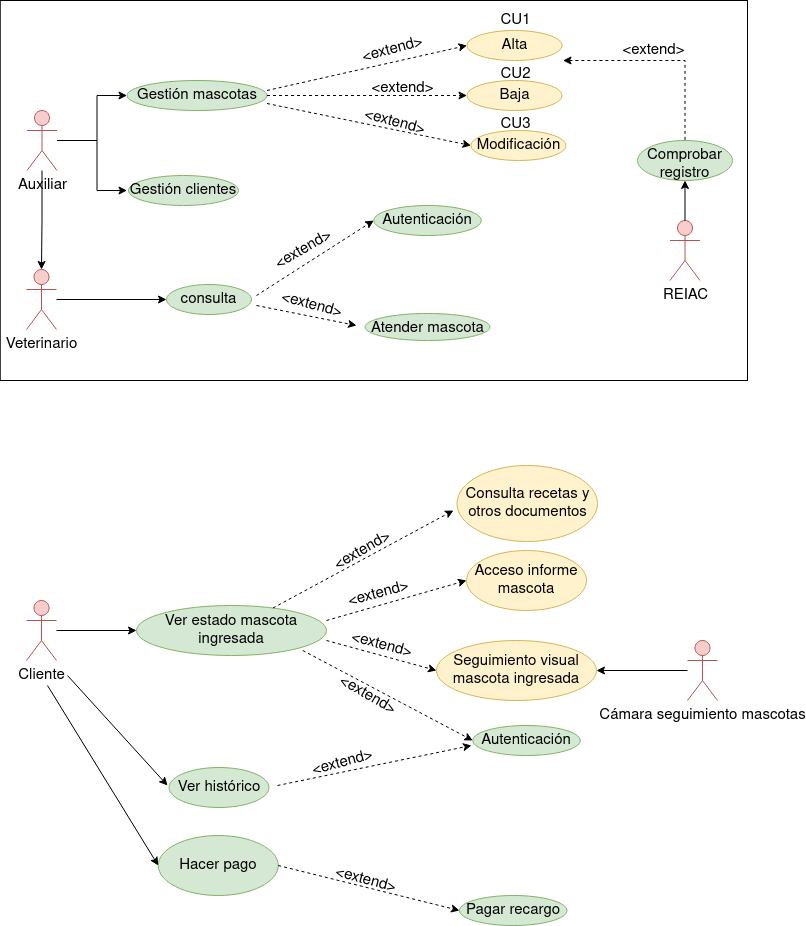 CU1
<extend>
Alta
<extend>
CU2
Gestión mascotas
<extend>
Baja
CU3
<extend>
Modificación
Comprobar
registro
Auxiliar
Gestión clientes
Autenticación
<extend>
REIAC
consulta
<extend>
Atender mascota
Veterinario
Consulta recetas y
otros documentos
<extend>
Acceso informe
mascota
<extend>
Ver estado mascota
ingresada
<extend>
Seguimiento visual
mascota ingresada
Cliente
<extend>
Cámara seguimiento mascotas
Autenticación
<extend>
Ver histórico
Hacer pago
<extend>
Pagar recargo